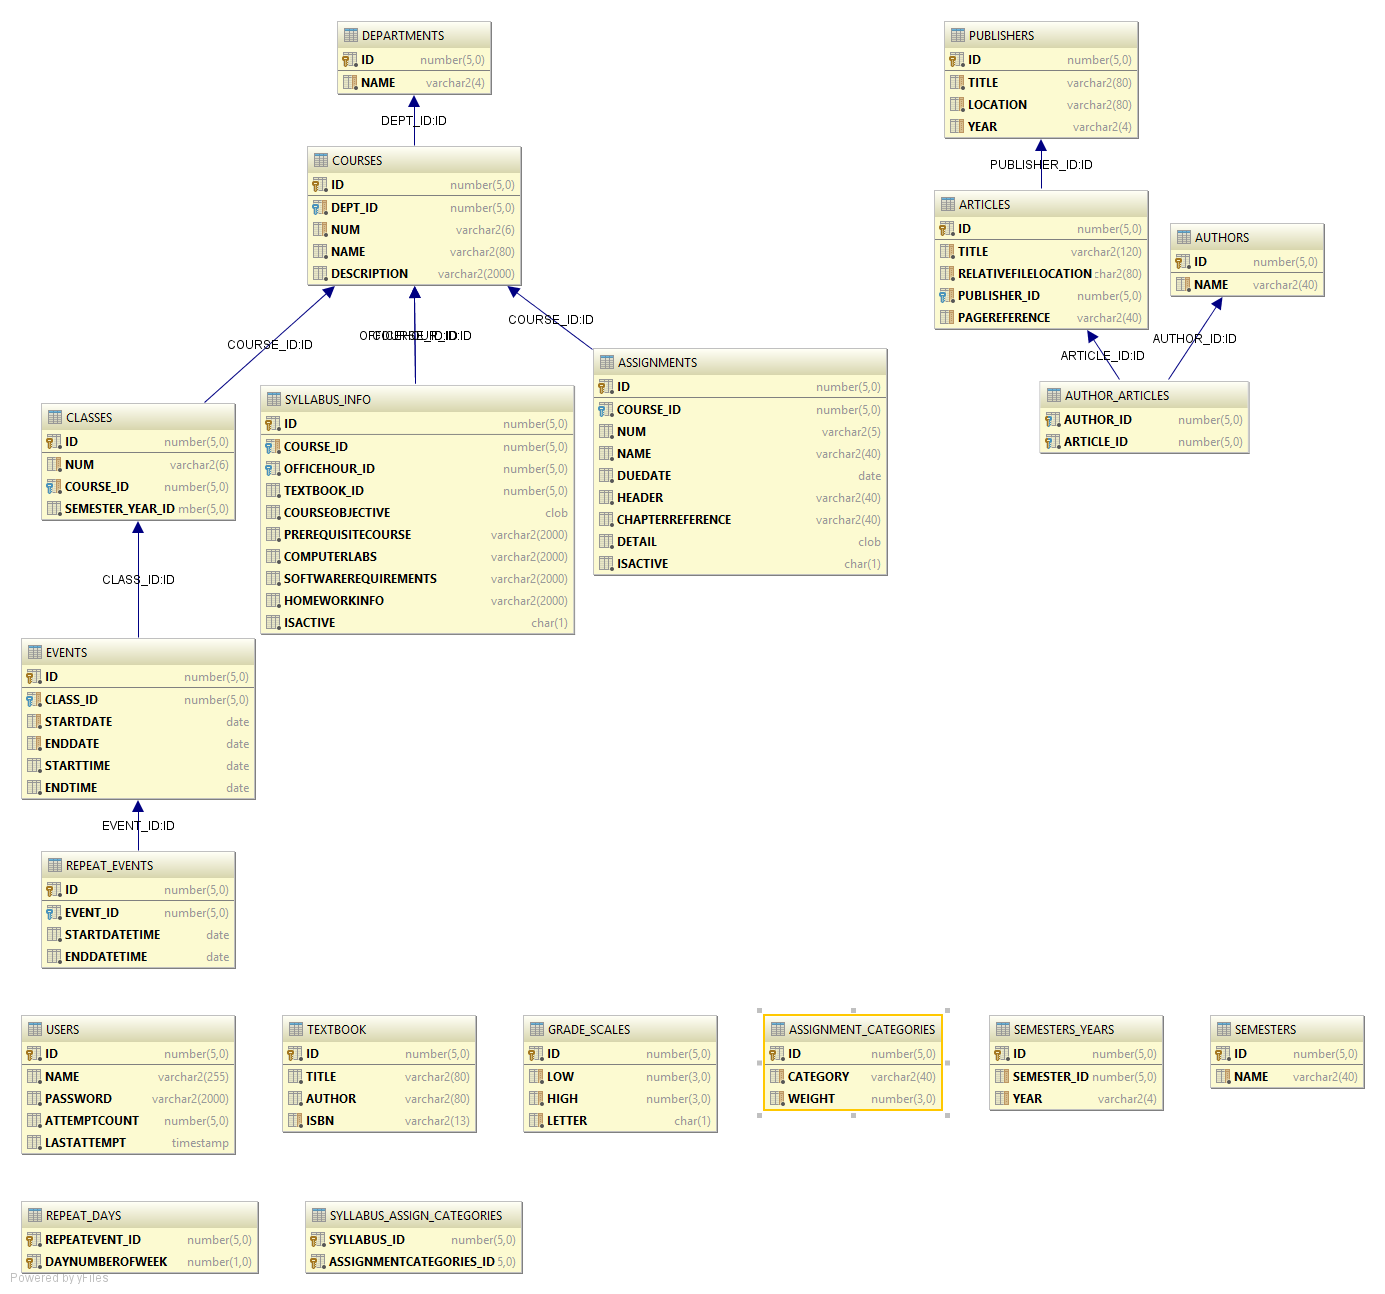 DEPARTMENTS
ID number(5,0)
NAME varchar2(4)
DEPT_ID:ID
COURSES
ID number(5,0)
DEPT_ID number(5,0)
NUM varchar2(6)
NAME varchar2(80)
DESCRIPTION varchar2(2000)
COURSE_ID:ID
COURSE_ID:ID
CLASSES
ID number(5,0)
NUM varchar2(6)
COURSE_ID number(5,0)
SEMESTER_YEAR_ID mber(5,0)
SYLLABUS_INFO
ID number(5,0)
COURSE_ID number(5,0)
OFFICEHOUR_ID number(5,0)
TEXTBOOK_ID number(5,0)
COURSEOBJECTIVE clob
PREREQUISITECOURSE varchar2(2000)
COMPUTERLABS varchar2(2000)
SOFTWAREREQUIREMENTS varchar2(2000)
HOMEWORKINFO varchar2(2000)
ISACTIVE char(1)
ASSIGNMENTS
ID number(5,0)
COURSE_ID number(5,0)
NUM varchar2(5)
NAME varchar2(40)
DUEDATE date
HEADER varchar2(40)
CHAPTERREFERENCE varchar2(40)
DETAIL clob
ISACTIVE char(1)
PUBLISHERS
ID number(5,0)
TITLE varchar2(80)
LOCATION varchar2(80)
YEAR varchar2(4)
PUBLISHER_ID:ID
ARTICLES
ID number(5,0)
TITLE varchar2(120)
RELATIVEFILELOCATION char2(80)
PUBLISHER_ID number(5,0)
PAGEREFERENCE varchar2(40)
AUTHORS
ID number(5,0)
NAME varchar2(40)
AUTHOR_ID:ID
ARTICLE_ID:ID
AUTHOR_ARTICLES
AUTHOR_ID number(5,0)
ARTICLE_ID number(5,0)
CLASS_ID:ID
EVENTS
ID number(5,0)
CLASS_ID number(5,0)
STARTDATE date
ENDDATE date
STARTTIME date
ENDTIME date
EVENT_ID:ID
REPEAT_EVENTS
ID number(5,0)
EVENT_ID number(5,0)
STARTDATETIME date
ENDDATETIME date
USERS
ID number(5,0)
NAME varchar2(255)
PASSWORD varchar2(2000)
ATTEMPTCOUNT number(5,0)
LASTATTEMPT timestamp
TEXTBOOK
ID number(5,0)
TITLE varchar2(80)
AUTHOR varchar2(80)
ISBN varchar2(13)
GRADE_SCALES
ID number(5,0)
LOW number(3,0)
HIGH number(3,0)
LETTER char(1)
ASSIGNMENT_CATEGORIES
ID number(5,0)
CATEGORY varchar2(40)
WEIGHT number(3,0)
SEMESTERS_YEARS
ID number(5,0)
SEMESTER_ID number(5,0)
YEAR varchar2(4)
SEMESTERS
ID number(5,0)
NAME varchar2(40)
REPEAT_DAYS
REPEATEVENT_ID number(5,0)
DAYNUMBEROFWEEK number(1,0)
SYLLABUS_ASSIGN_CATEGORIES
SYLLABUS_ID number(5,0)
ASSIGNMENTCATEGORIES_ID 5,0)
Powered by yFiles